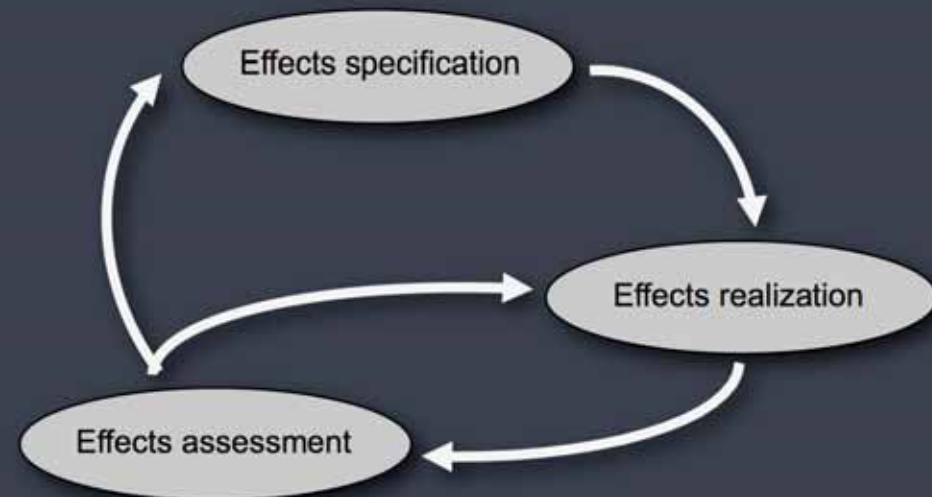 Effects specification
Effects realization
Effects assessment